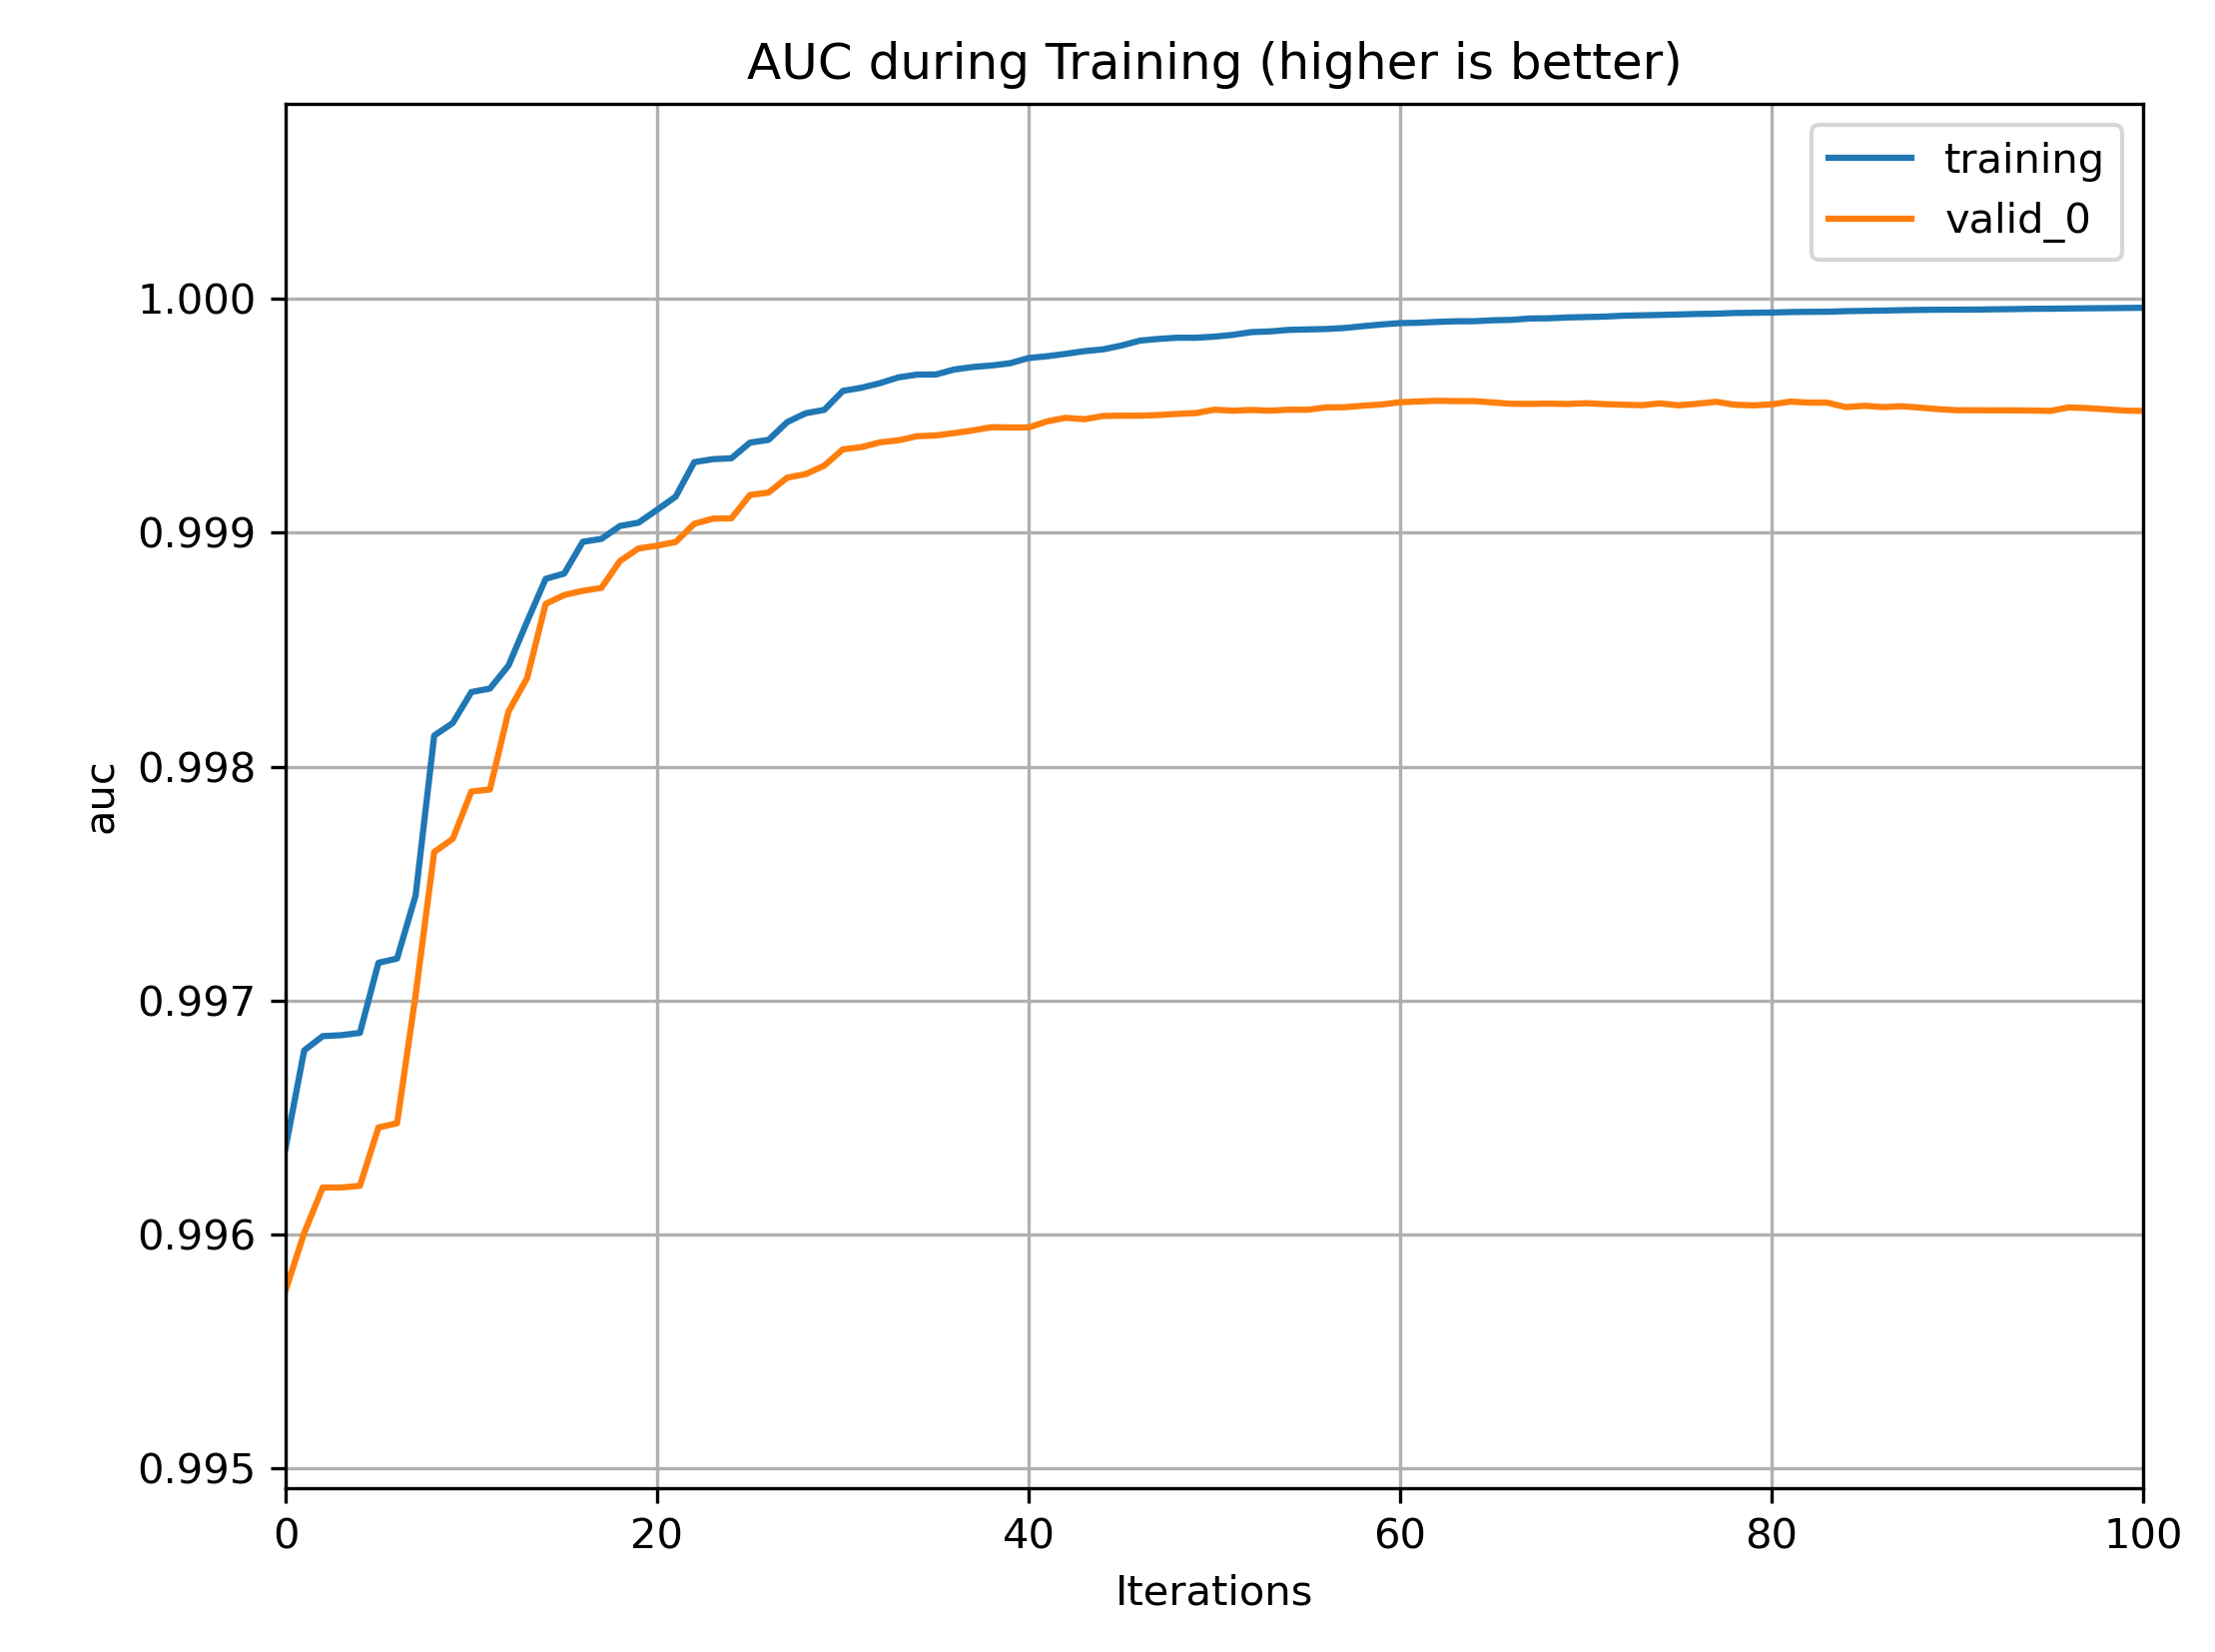 AUC during Training (higher is better)
training
valid_0
1.000
0.999
0.998
0.997
0.996
0.995
auc
0 20 40 60 80 100
Iterations